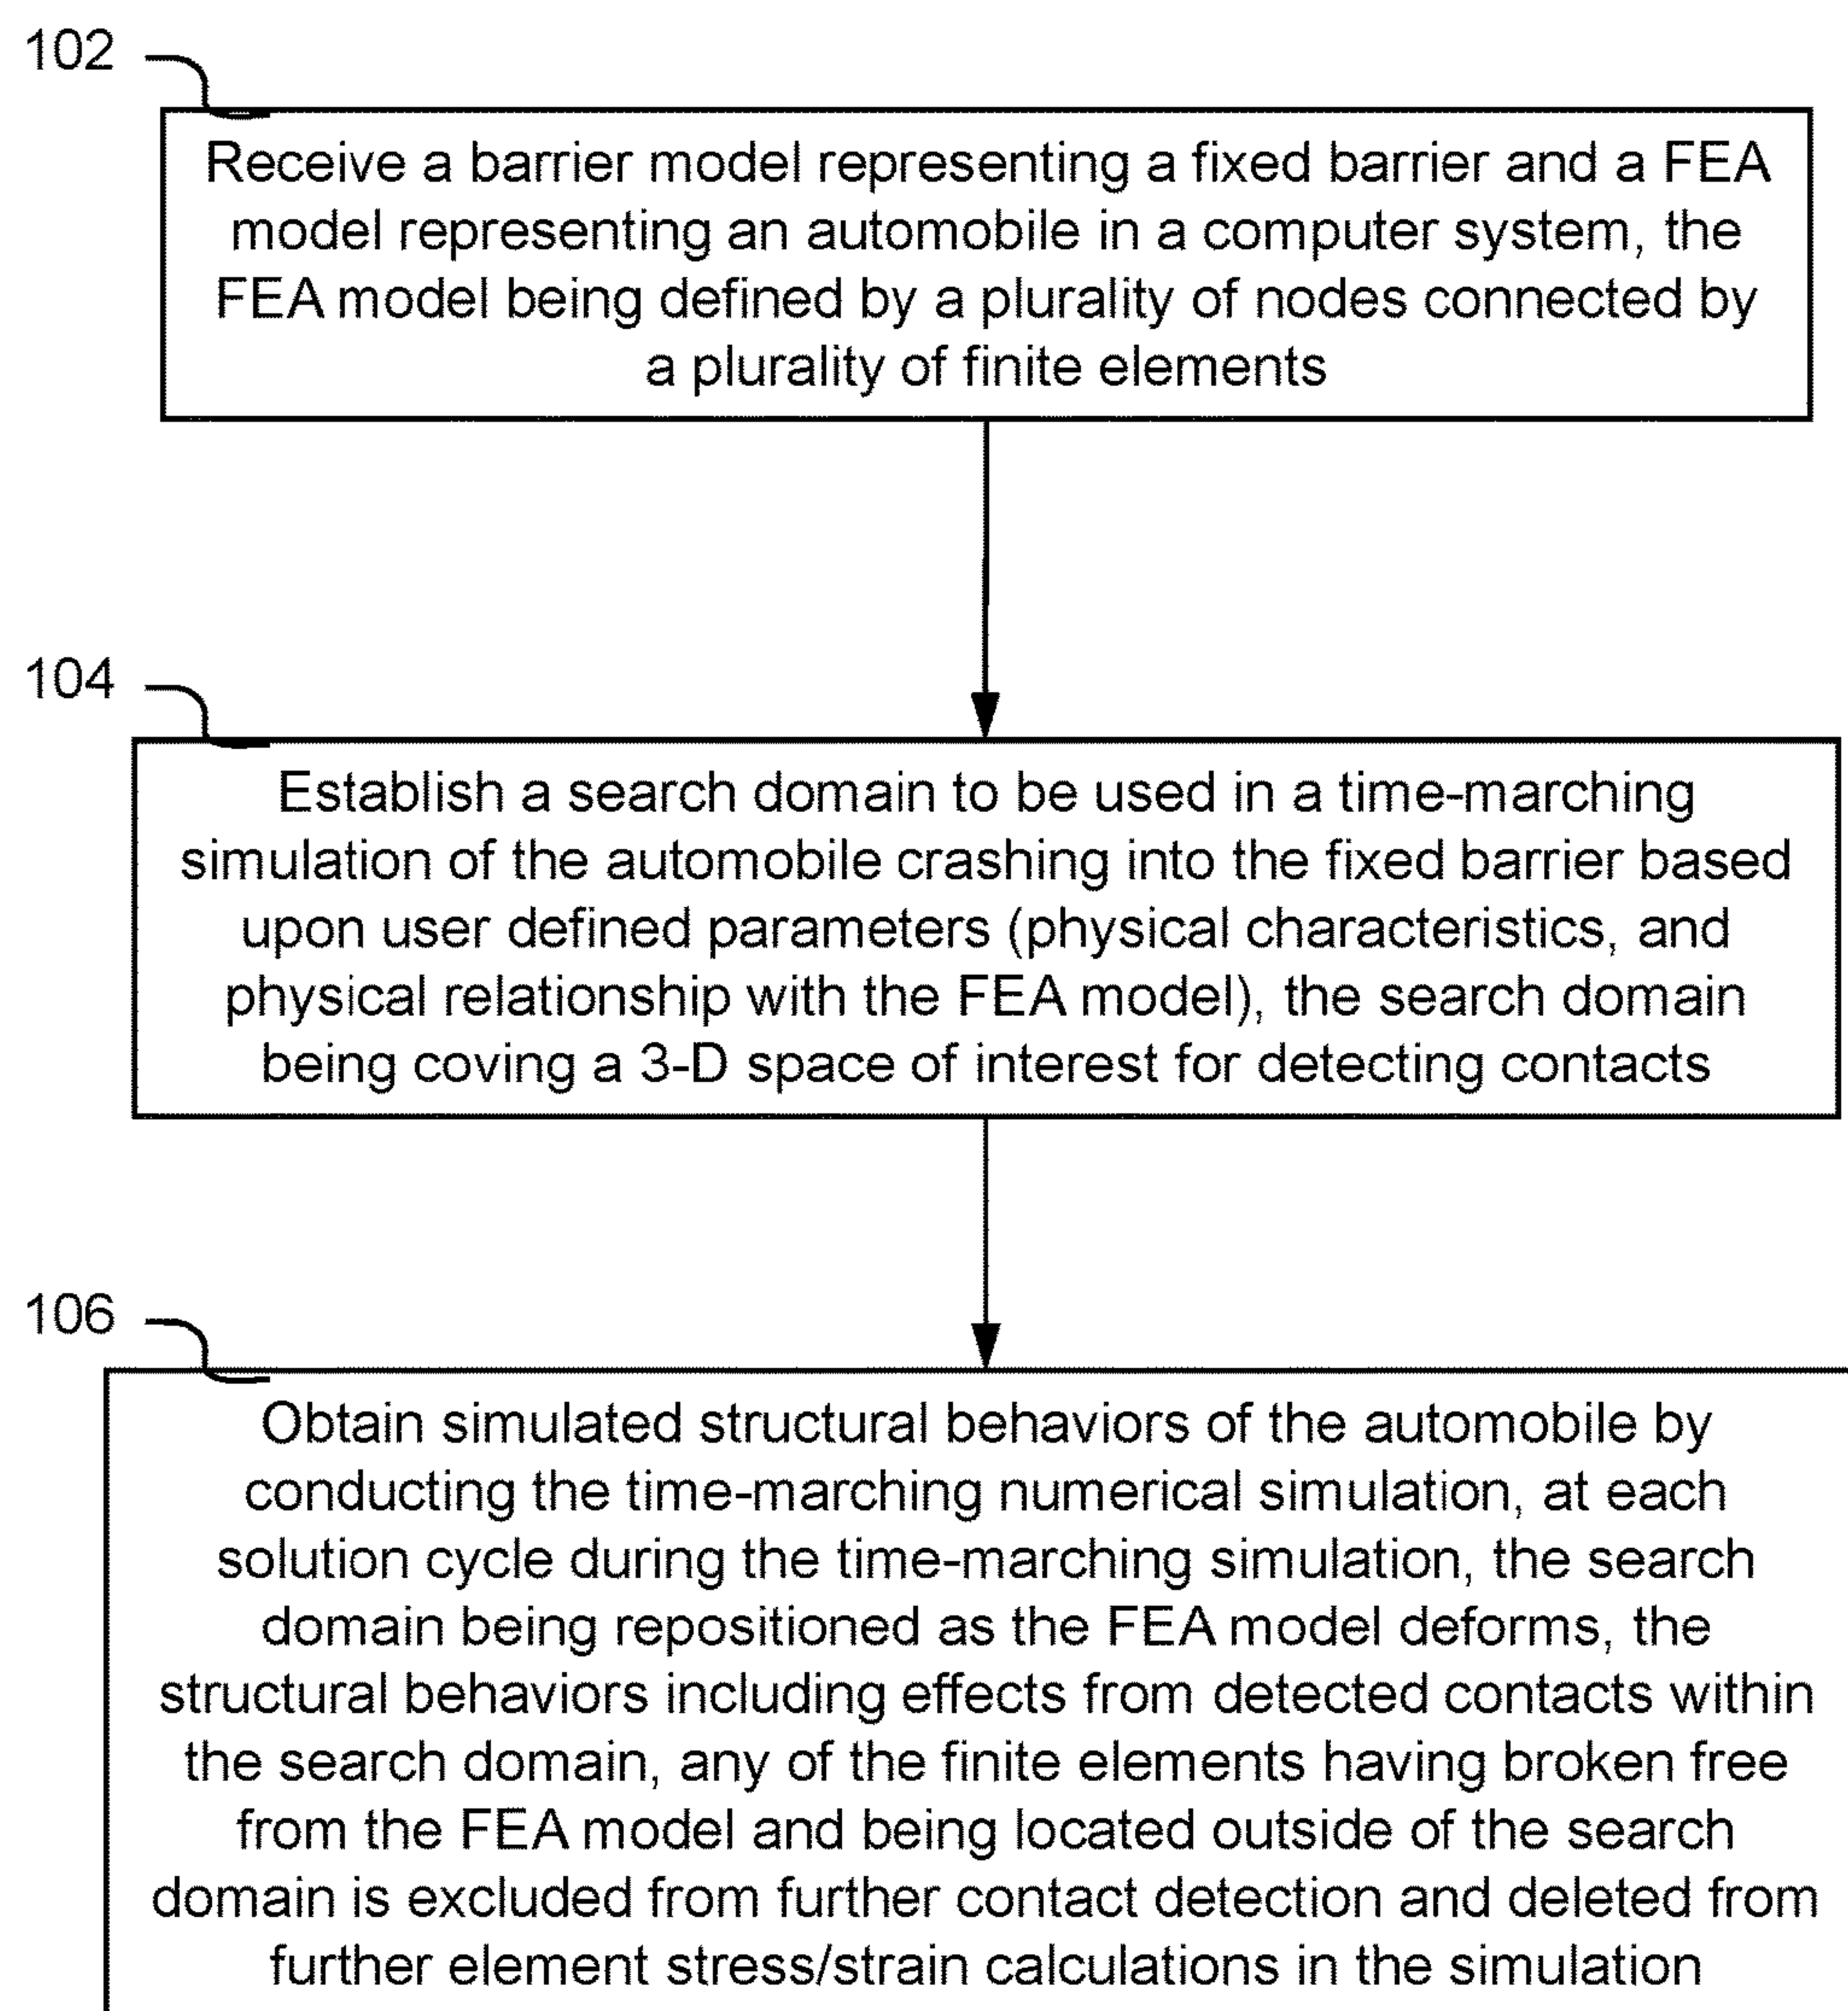 102
Receive a barrier model representing a fixed barrier and a FEA
model representing an automobile in a computer system, the
FEA model being defined by a plurality of nodes connected by
a plurality of finite elements
104
Establish a search domain to be used in a time-marching
simulation of the automobile crashing into the fixed barrier based
upon user defined parameters (physical characteristics, and
physical relationship with the FEA model), the search domain
being coving a 3-D space of interest for detecting contacts
106
Obtain simulated structural behaviors of the automobile by
conducting the time-marching numerical simulation, at each
solution cycle during the time-marching simulation, the search
domain being repositioned as the FEA model deforms, the
structural behaviors including effects from detected contacts within
the search domain, any of the finite elements having broken free
from the FEA model and being located outside of the search
domain is excluded from further contact detection and deleted from
further element stress/strain calculations in the simulation